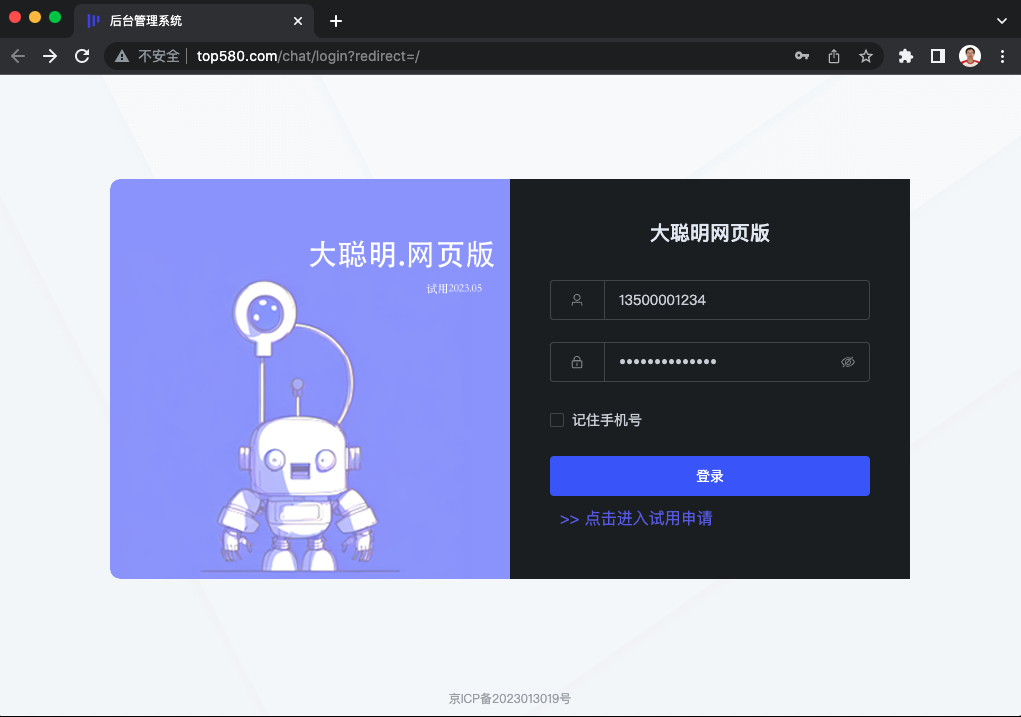 后台管理系统
不安全
top580.com/chat/login?redirect=/
大聪明.网页版
试用2023.05
大聪明网页版
13500001234
••••••••••••••
记住手机号
登录
>> 点击进入试用申请
京ICP备2023013019号